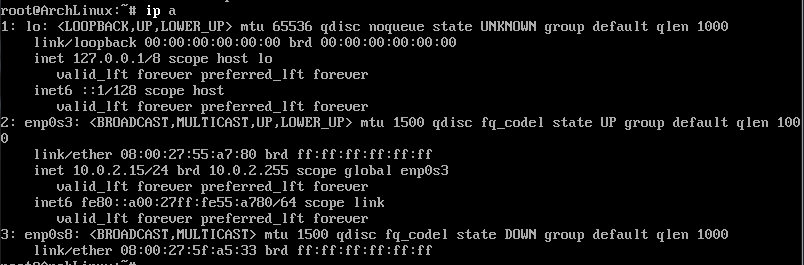 root@ArchLinux:~# ip a
1: lo: <LOOPBACK,UP,LOWER_UP> mtu 65536 qdisc noqueue state UNKNOWN group default qlen 1000
    link/loopback 00:00:00:00:00:00 brd 00:00:00:00:00:00
    inet 127.0.0.1/8 scope host lo
       valid_lft forever preferred_lft forever
    inet6 ::1/128 scope host
       valid_lft forever preferred_lft forever
2: enp0s3: <BROADCAST,MULTICAST,UP,LOWER_UP> mtu 1500 qdisc fq_codel state UP group default qlen 100
0
    link/ether 08:00:27:55:a7:80 brd ff:ff:ff:ff:ff:ff
    inet 10.0.2.15/24 brd 10.0.2.255 scope global enp0s3
       valid_lft forever preferred_lft forever
    inet6 fe80::a00:27ff:fe55:a780/64 scope link
       valid_lft forever preferred_lft forever
3: enp0s8: <BROADCAST,MULTICAST> mtu 1500 qdisc fq_codel state DOWN group default qlen 1000
    link/ether 08:00:27:5f:a5:33 brd ff:ff:ff:ff:ff:ff
root@ArchLinux:~#